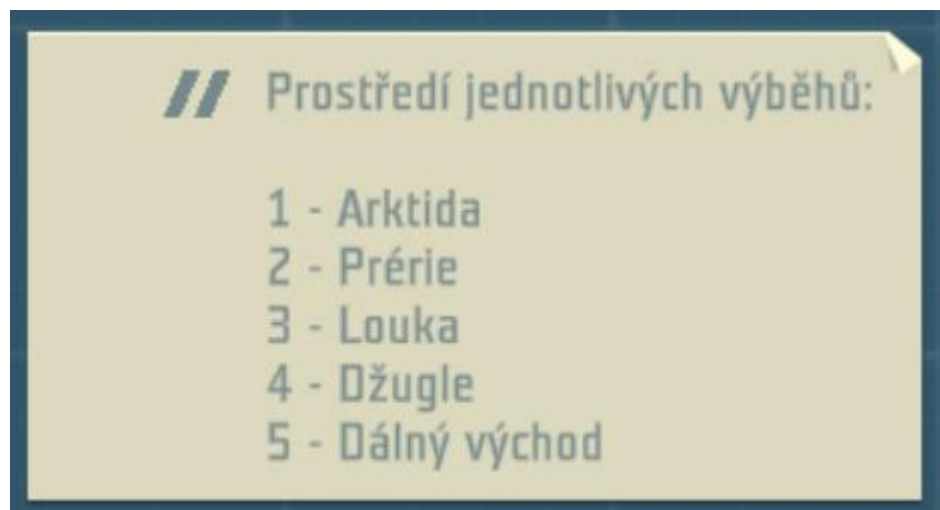 // Prostředí jednotlivých výběhů:
1 - Arktida
2 - Prérie
3 - Louka
4 - Džugle
5 - Dálný východ